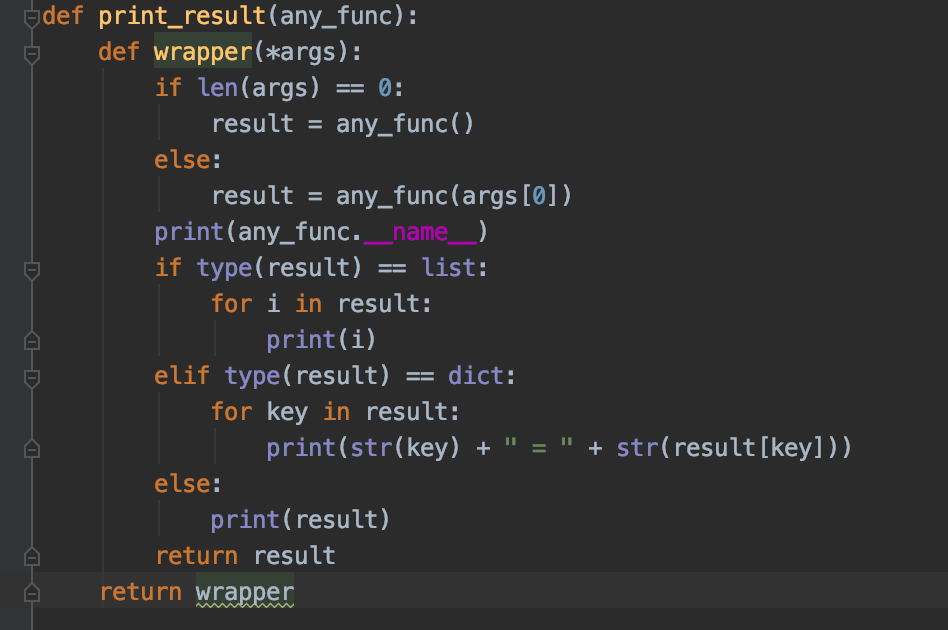 def print_result(any_func):
    def wrapper(*args):
        if len(args) == 0:
            result = any_func()
        else:
            result = any_func(args[0])
        print(any_func.__name__)
        if type(result) == list:
            for i in result:
                print(i)
        elif type(result) == dict:
            for key in result:
                print(str(key) + " = " + str(result[key]))
        else:
            print(result)
        return result
    return wrapper